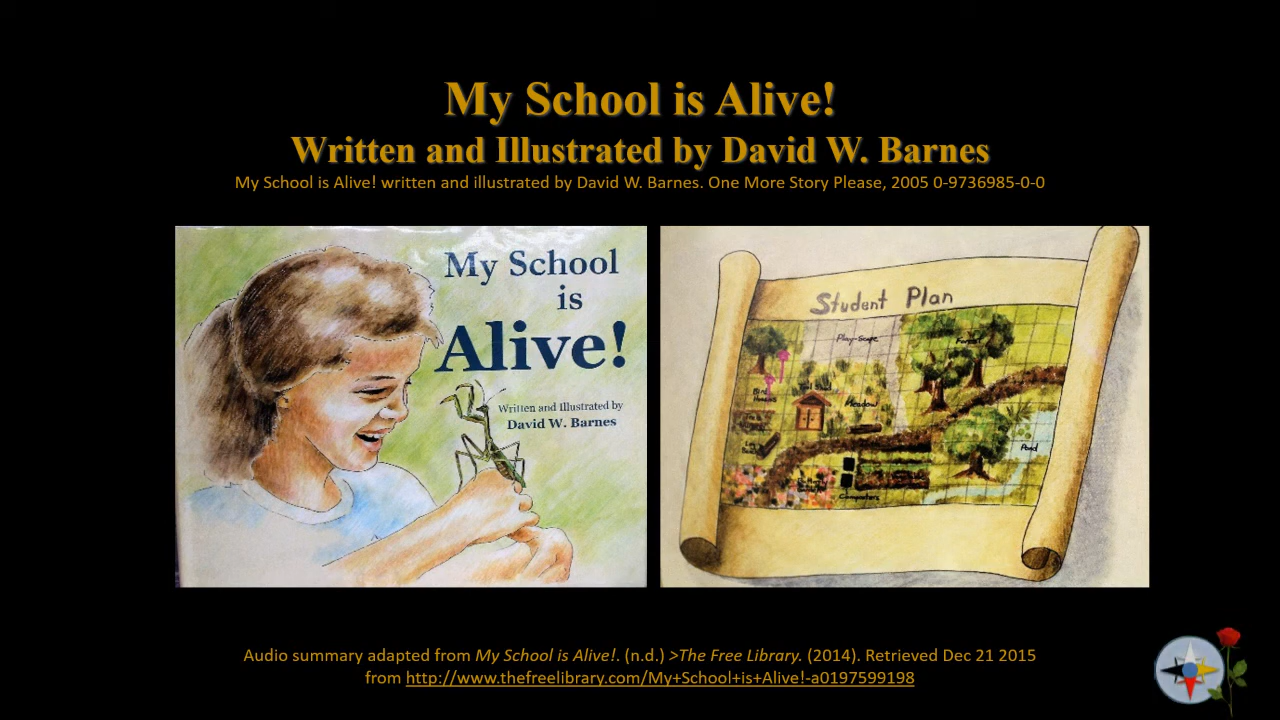 My School is Alive!
Written and Illustrated by David W. Barnes
My School is Alive! written and illustrated by David W. Barnes. One More Story Please, 2005 0-9736985-0-0
My School
is
Alive!
Written and Illustrated by
David W. Barnes
Student Plan
Play-Scape
Forest
Bird
Houses
Meadow
Pond
Computers
Audio summary adapted from My School is Alive!. (n.d.) >The Free Library. (2014). Retrieved Dec 21 2015
from http://www.thefreelibrary.com/My+School+is+Alive!-a0197599198